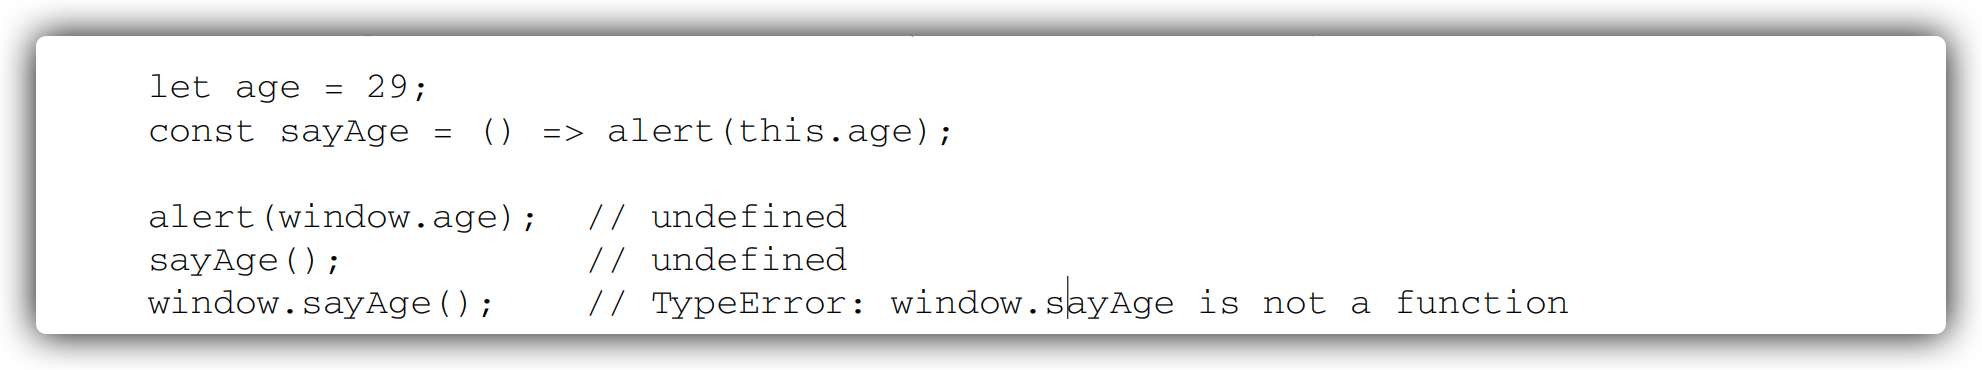 let age = 29;
const sayAge = () => alert(this.age);
alert(window.age);  // undefined
sayAge();           // undefined
window.sayAge();    // TypeError: window.sayAge is not a function